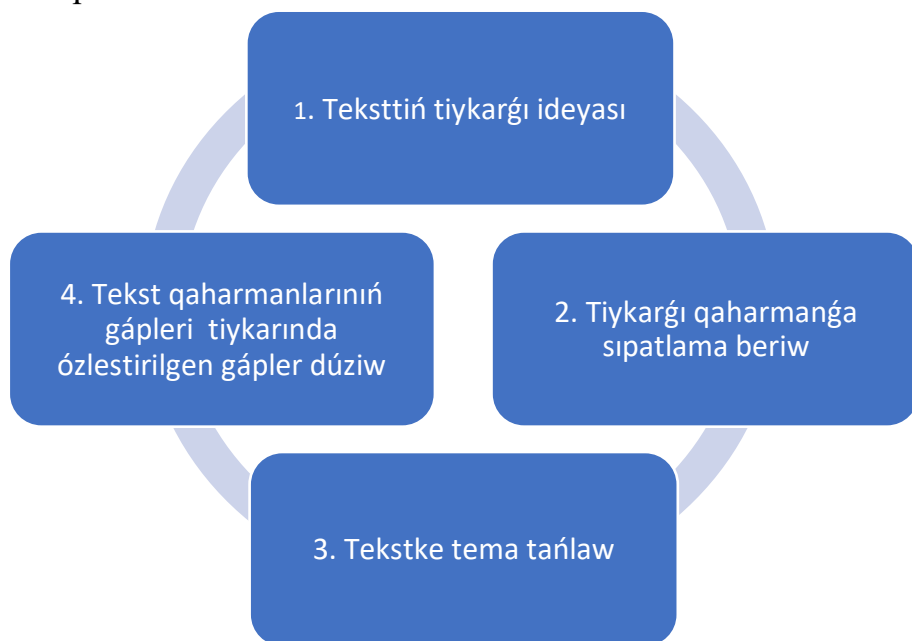 1. Teksttiń tiykarǵı ideyası
2. Tiykarǵı qaharmanǵa
sıpatlama beriw
3. Tekstke tema tańlaw
4. Tekst qaharmanlarınıń
gápleri tiykarında
ózlestirilgen gápler dúziw